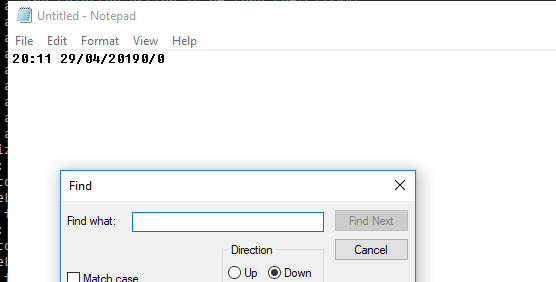 Untitled - Notepad
File Edit Format View Help
20:11 29/04/20190/0
Find
Find what:
Find Next
Cancel
Direction
Up Down
Match case